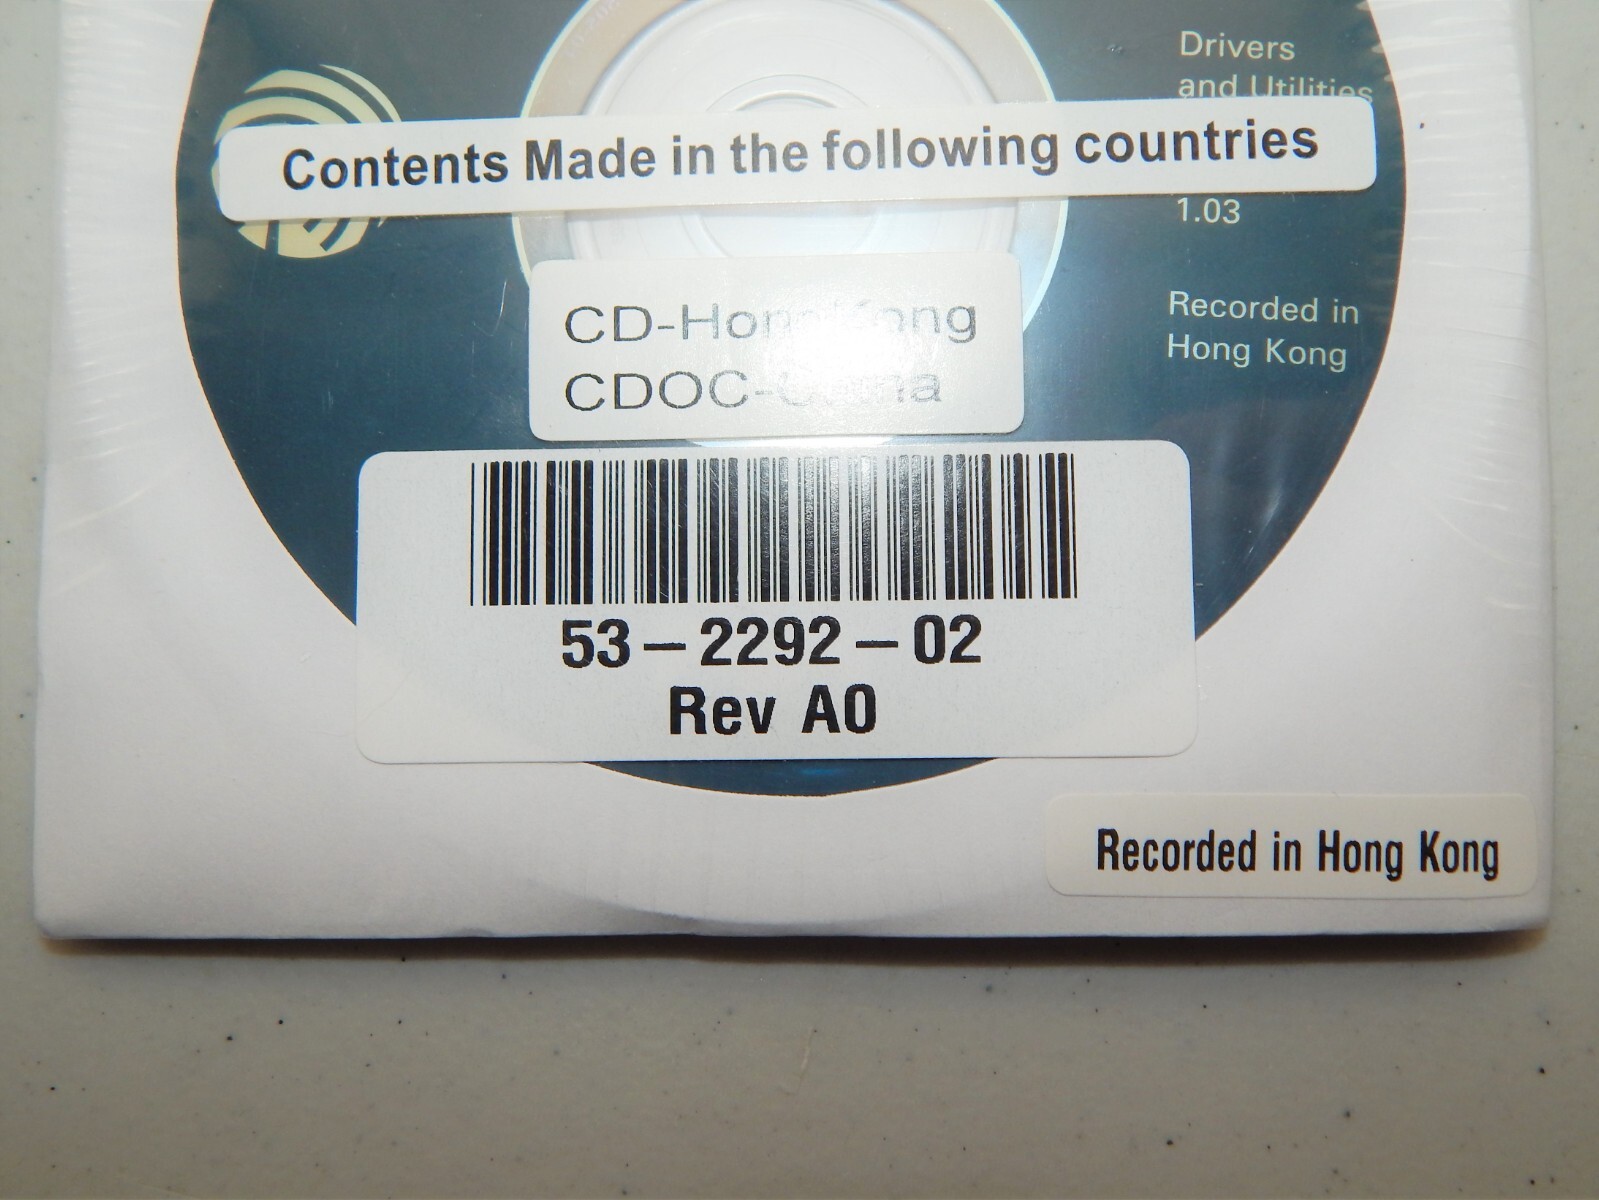 Drivers
and Utilities
Contents Made in the following countries
1.03
CD-Hong Kong
CDOC-China
Recorded in
Hong Kong
53-2292-02
Rev A0
Recorded in Hong Kong